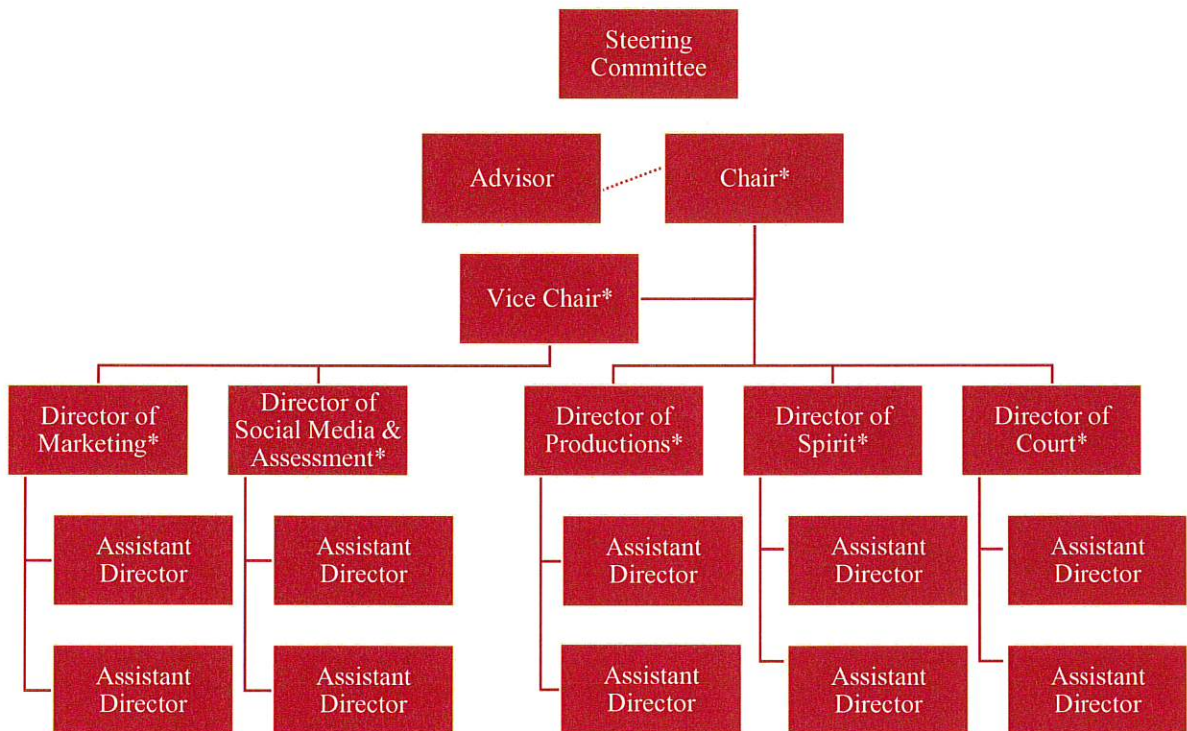 Steering
Committee
Advisor
Chair*
Vice Chair*
Director of
Marketing*
Director of
Social Media &
Assessment*
Director of
Productions*
Director of
Spirit*
Director of
Court*
Assistant
Director
Assistant
Director
Assistant
Director
Assistant
Director
Assistant
Director
Assistant
Director
Assistant
Director
Assistant
Director
Assistant
Director
Assistant
Director